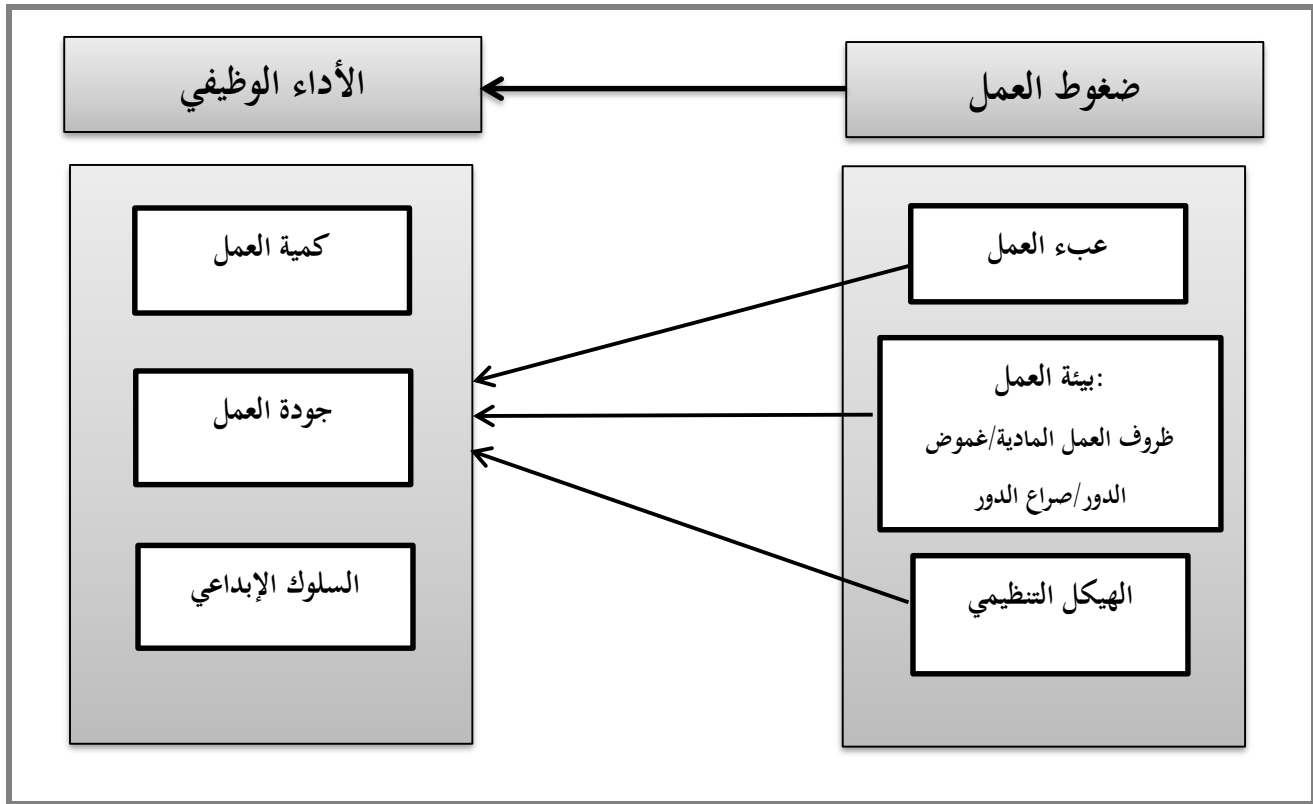 ضغوط العمل
الأداء الوظيفي
عبء العمل
بيئة العمل:
ظروف العمل المادية/غموض
الدور/صراع الدور
الهيكل التنظيمي
كمية العمل
جودة العمل
السلوك الإبداعي